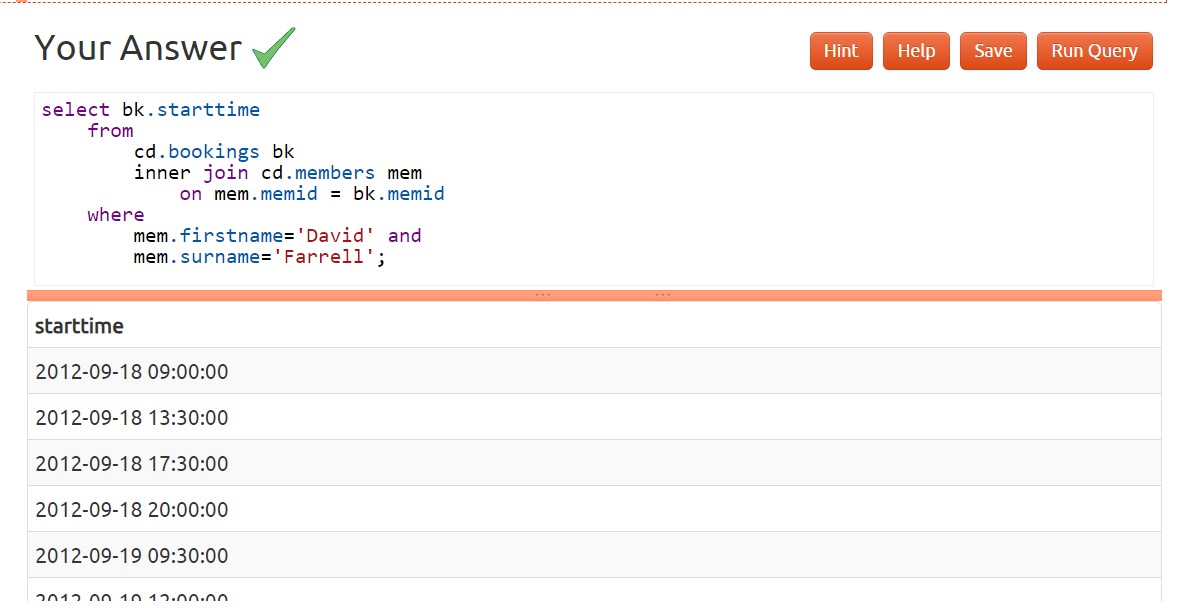 Your Answer
Hint Help Save Run Query
select bk.starttime
from
cd.bookings bk
inner join cd.members mem
on mem.memid = bk.memid
where
mem.firstname='David' and
mem.surname='Farrell';
starttime
2012-09-18 09:00:00
2012-09-18 13:30:00
2012-09-18 17:30:00
2012-09-18 20:00:00
2012-09-19 09:30:00